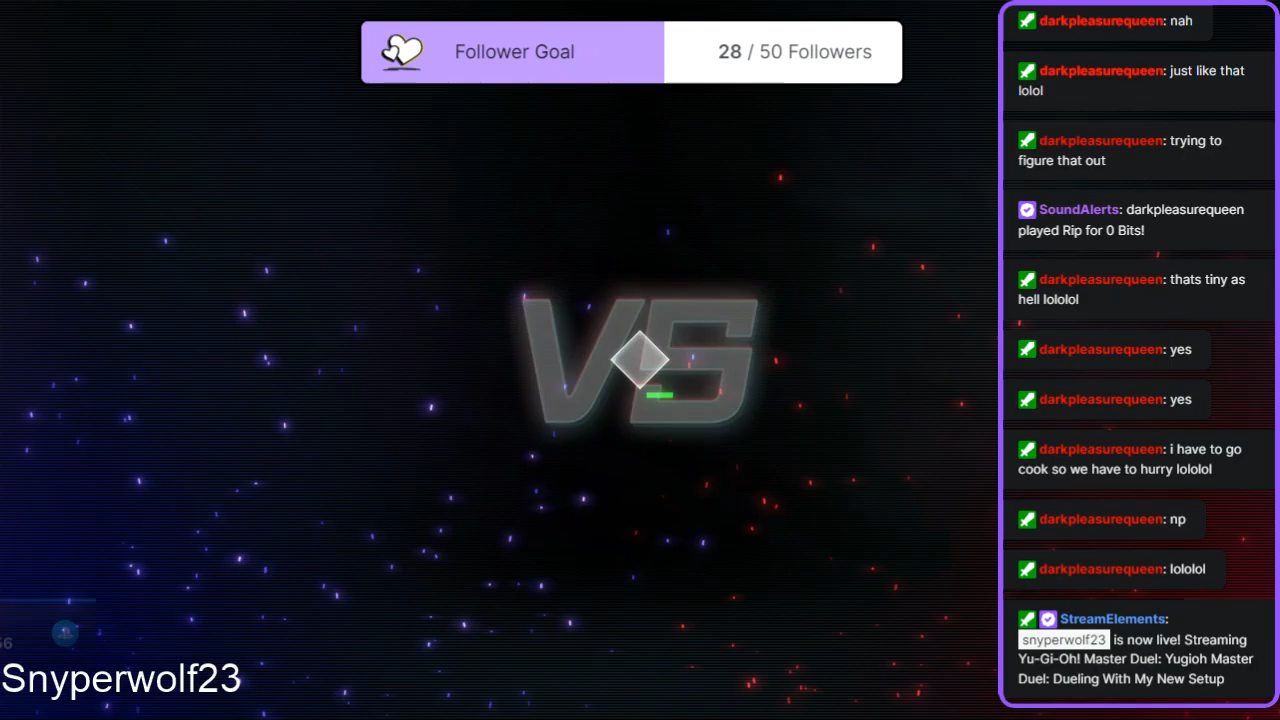 Follower Goal
28 / 50 Followers
VS
56
Snyperwolf23
darkpleasurequeen: nah
darkpleasurequeen: just like that
lolol
darkpleasurequeen: trying to
figure that out
SoundAlerts: darkpleasurequeen
played Rip for 0 Bits!
darkpleasurequeen: thats tiny as
hell lololol
darkpleasurequeen: yes
darkpleasurequeen: yes
darkpleasurequeen: i have to go
cook so we have to hurry lololol
darkpleasurequeen: np
darkpleasurequeen: lololol
StreamElements:
snyperwolf23 is now live! Streaming
Yu-Gi-Oh! Master Duel: Yugioh Master
Duel: Dueling With My New Setup